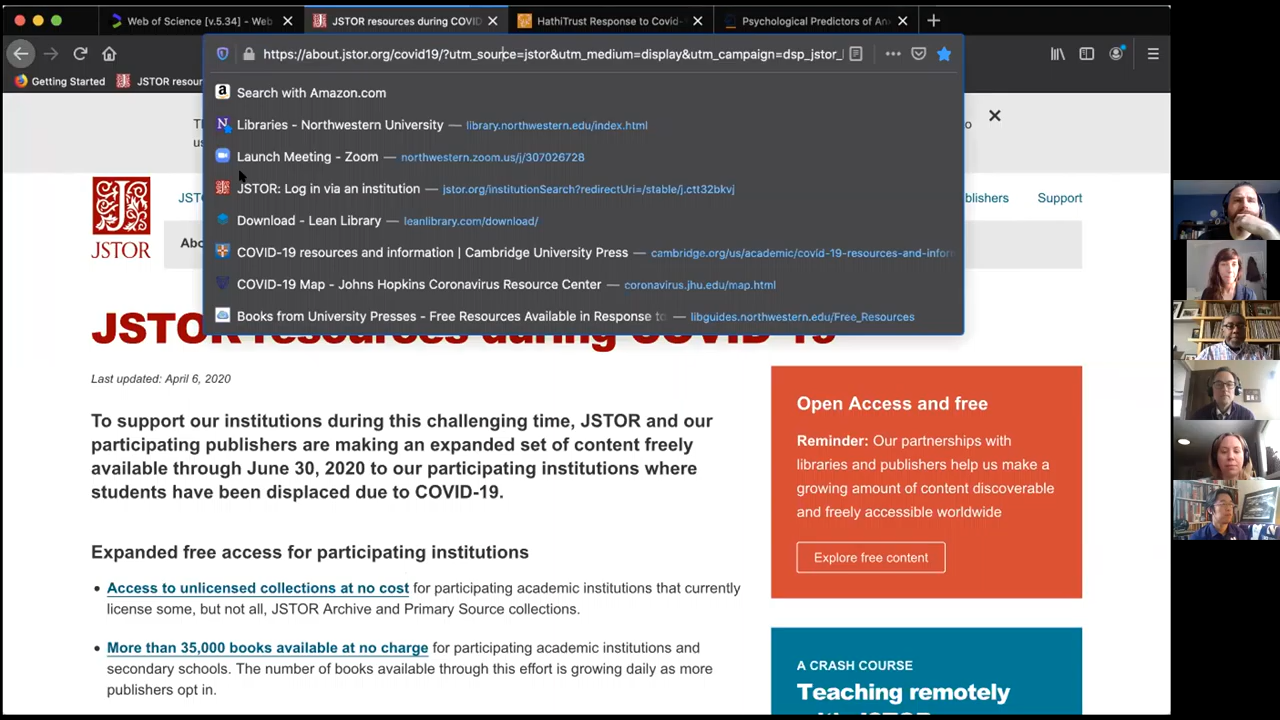 Web of Science [v.5.34] - Web
JSTOR resources during COVID
HathiTrust Response to Covid-
Psychological Predictors of An
https://about.jstor.org/covid19/?utm_source=jstor&utm_medium=display&utm_campaign=dsp_jstor_
Getting Started
JSTOR resour
Search with Amazon.com
Libraries - Northwestern University — library.northwestern.edu/index.html
Launch Meeting - Zoom — northwestern.zoom.us/j/307026728
JSTOR: Log in via an institution — jstor.org/institutionSearch?redirectUri=/stable/j.ctt32bkvj
Download - Lean Library — leanlibrary.com/download/
COVID-19 resources and information | Cambridge University Press — cambridge.org/us/academic/covid-19-resources-and-infor
COVID-19 Map - Johns Hopkins Coronavirus Resource Center — coronavirus.jhu.edu/map.html
Books from University Presses - Free Resources Available in Response to — libguides.northwestern.edu/Free_Resources
JSTOR
Support
JSTOR resources during COVID-19
Last updated: April 6, 2020
To support our institutions during this challenging time, JSTOR and our
participating publishers are making an expanded set of content freely
available through June 30, 2020 to our participating institutions where
students have been displaced due to COVID-19.
Expanded free access for participating institutions
Access to unlicensed collections at no cost for participating academic institutions that currently
license some, but not all, JSTOR Archive and Primary Source collections.
More than 35,000 books available at no charge for participating academic institutions and
secondary schools. The number of books available through this effort is growing daily as more
publishers opt in.
Open Access and free
Reminder: Our partnerships with
libraries and publishers help us make a
growing amount of content discoverable
and freely accessible worldwide
Explore free content
A CRASH COURSE
Teaching remotely